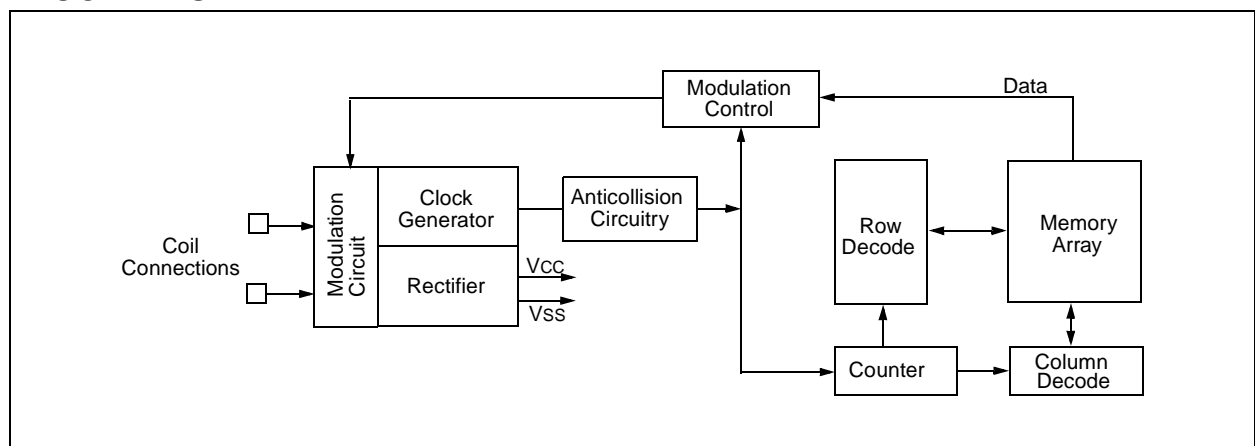 Modulation
Control
Data
Modulation
Circuit
Clock
Generator
Anticollision
Circuitry
Row
Decode
Memory
Array
Coil
Connections
Rectifier
VCC
VSS
Counter
Column
Decode